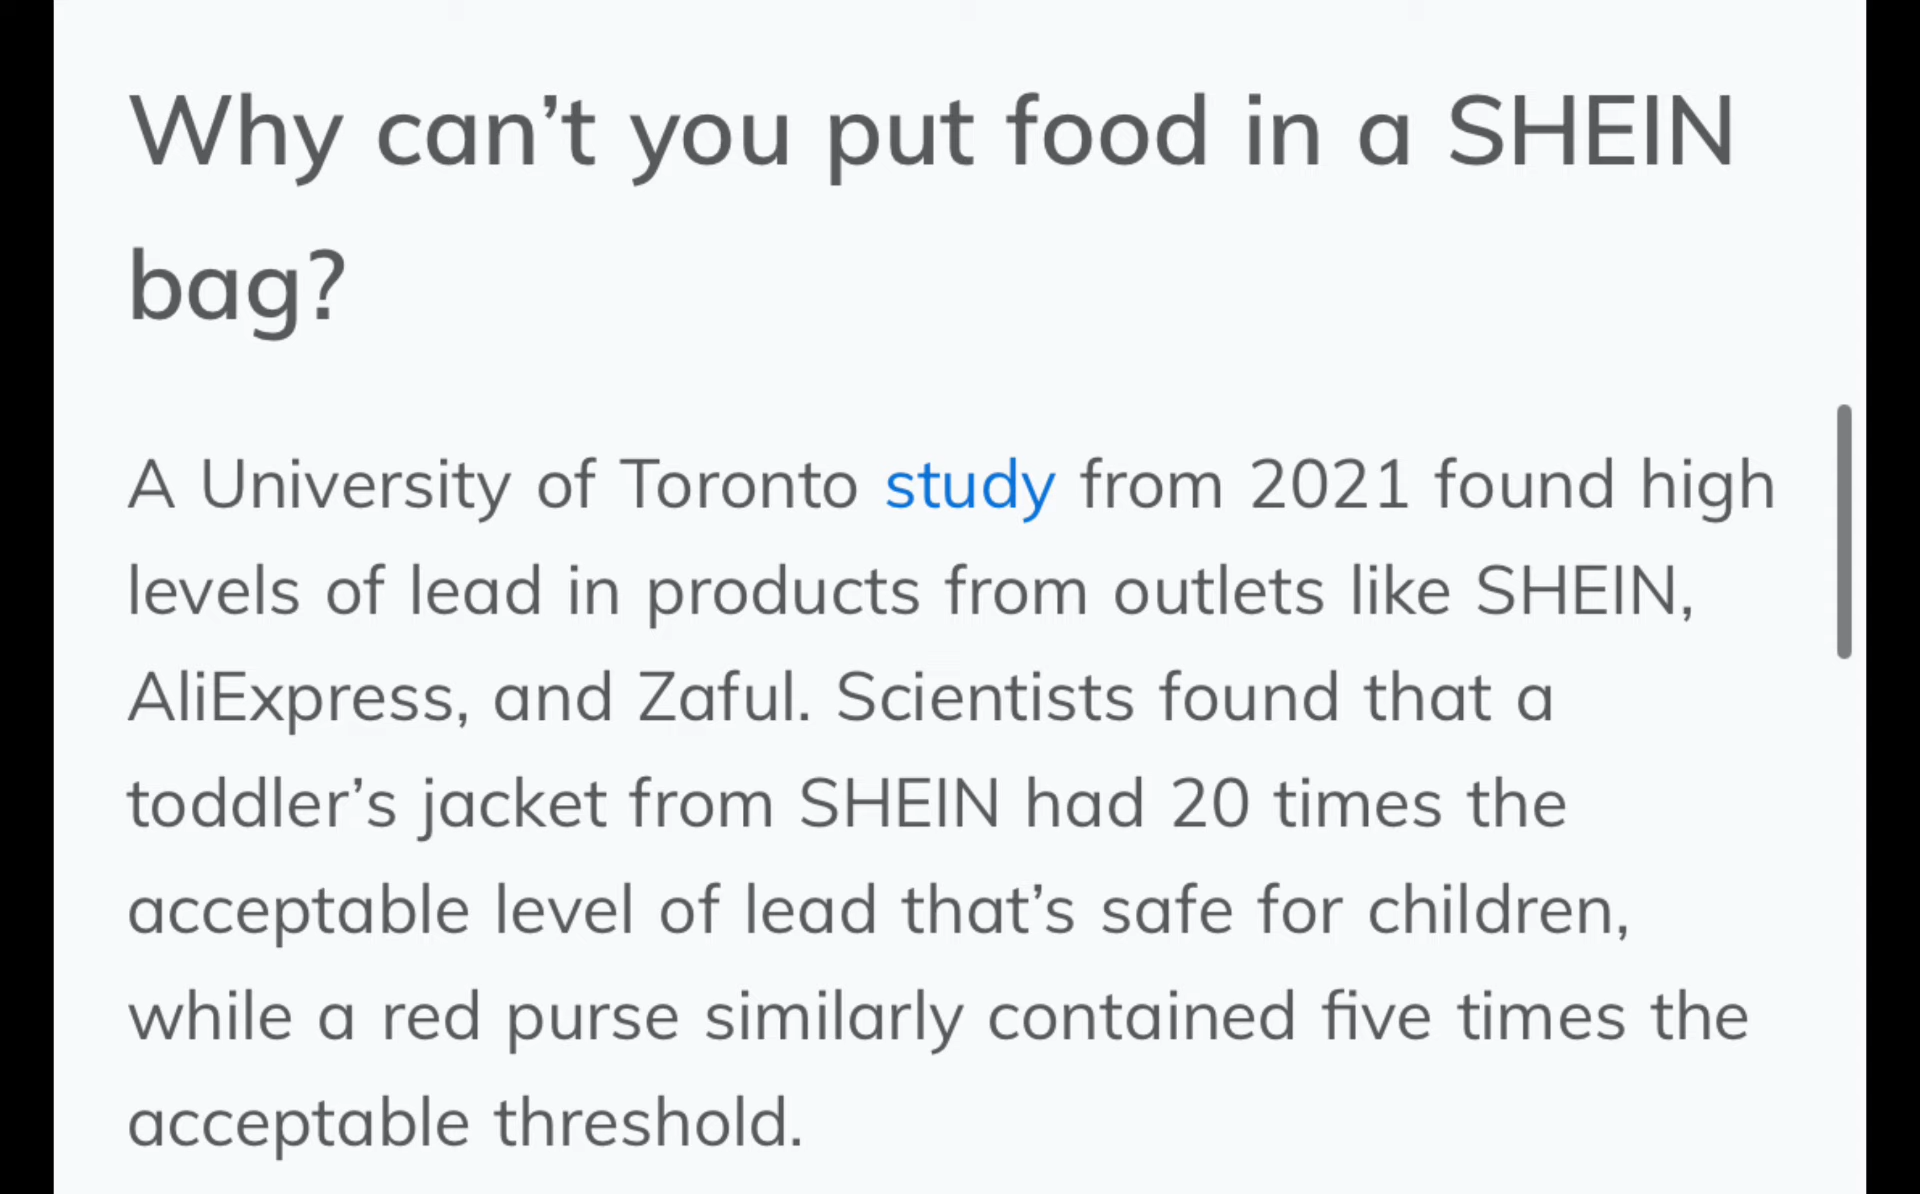 Why can’t you put food in a SHEIN
bag?
A University of Toronto study from 2021 found high
levels of lead in products from outlets like SHEIN,
AliExpress, and Zaful. Scientists found that a
toddler’s jacket from SHEIN had 20 times the
acceptable level of lead that’s safe for children,
while a red purse similarly contained five times the
acceptable threshold.